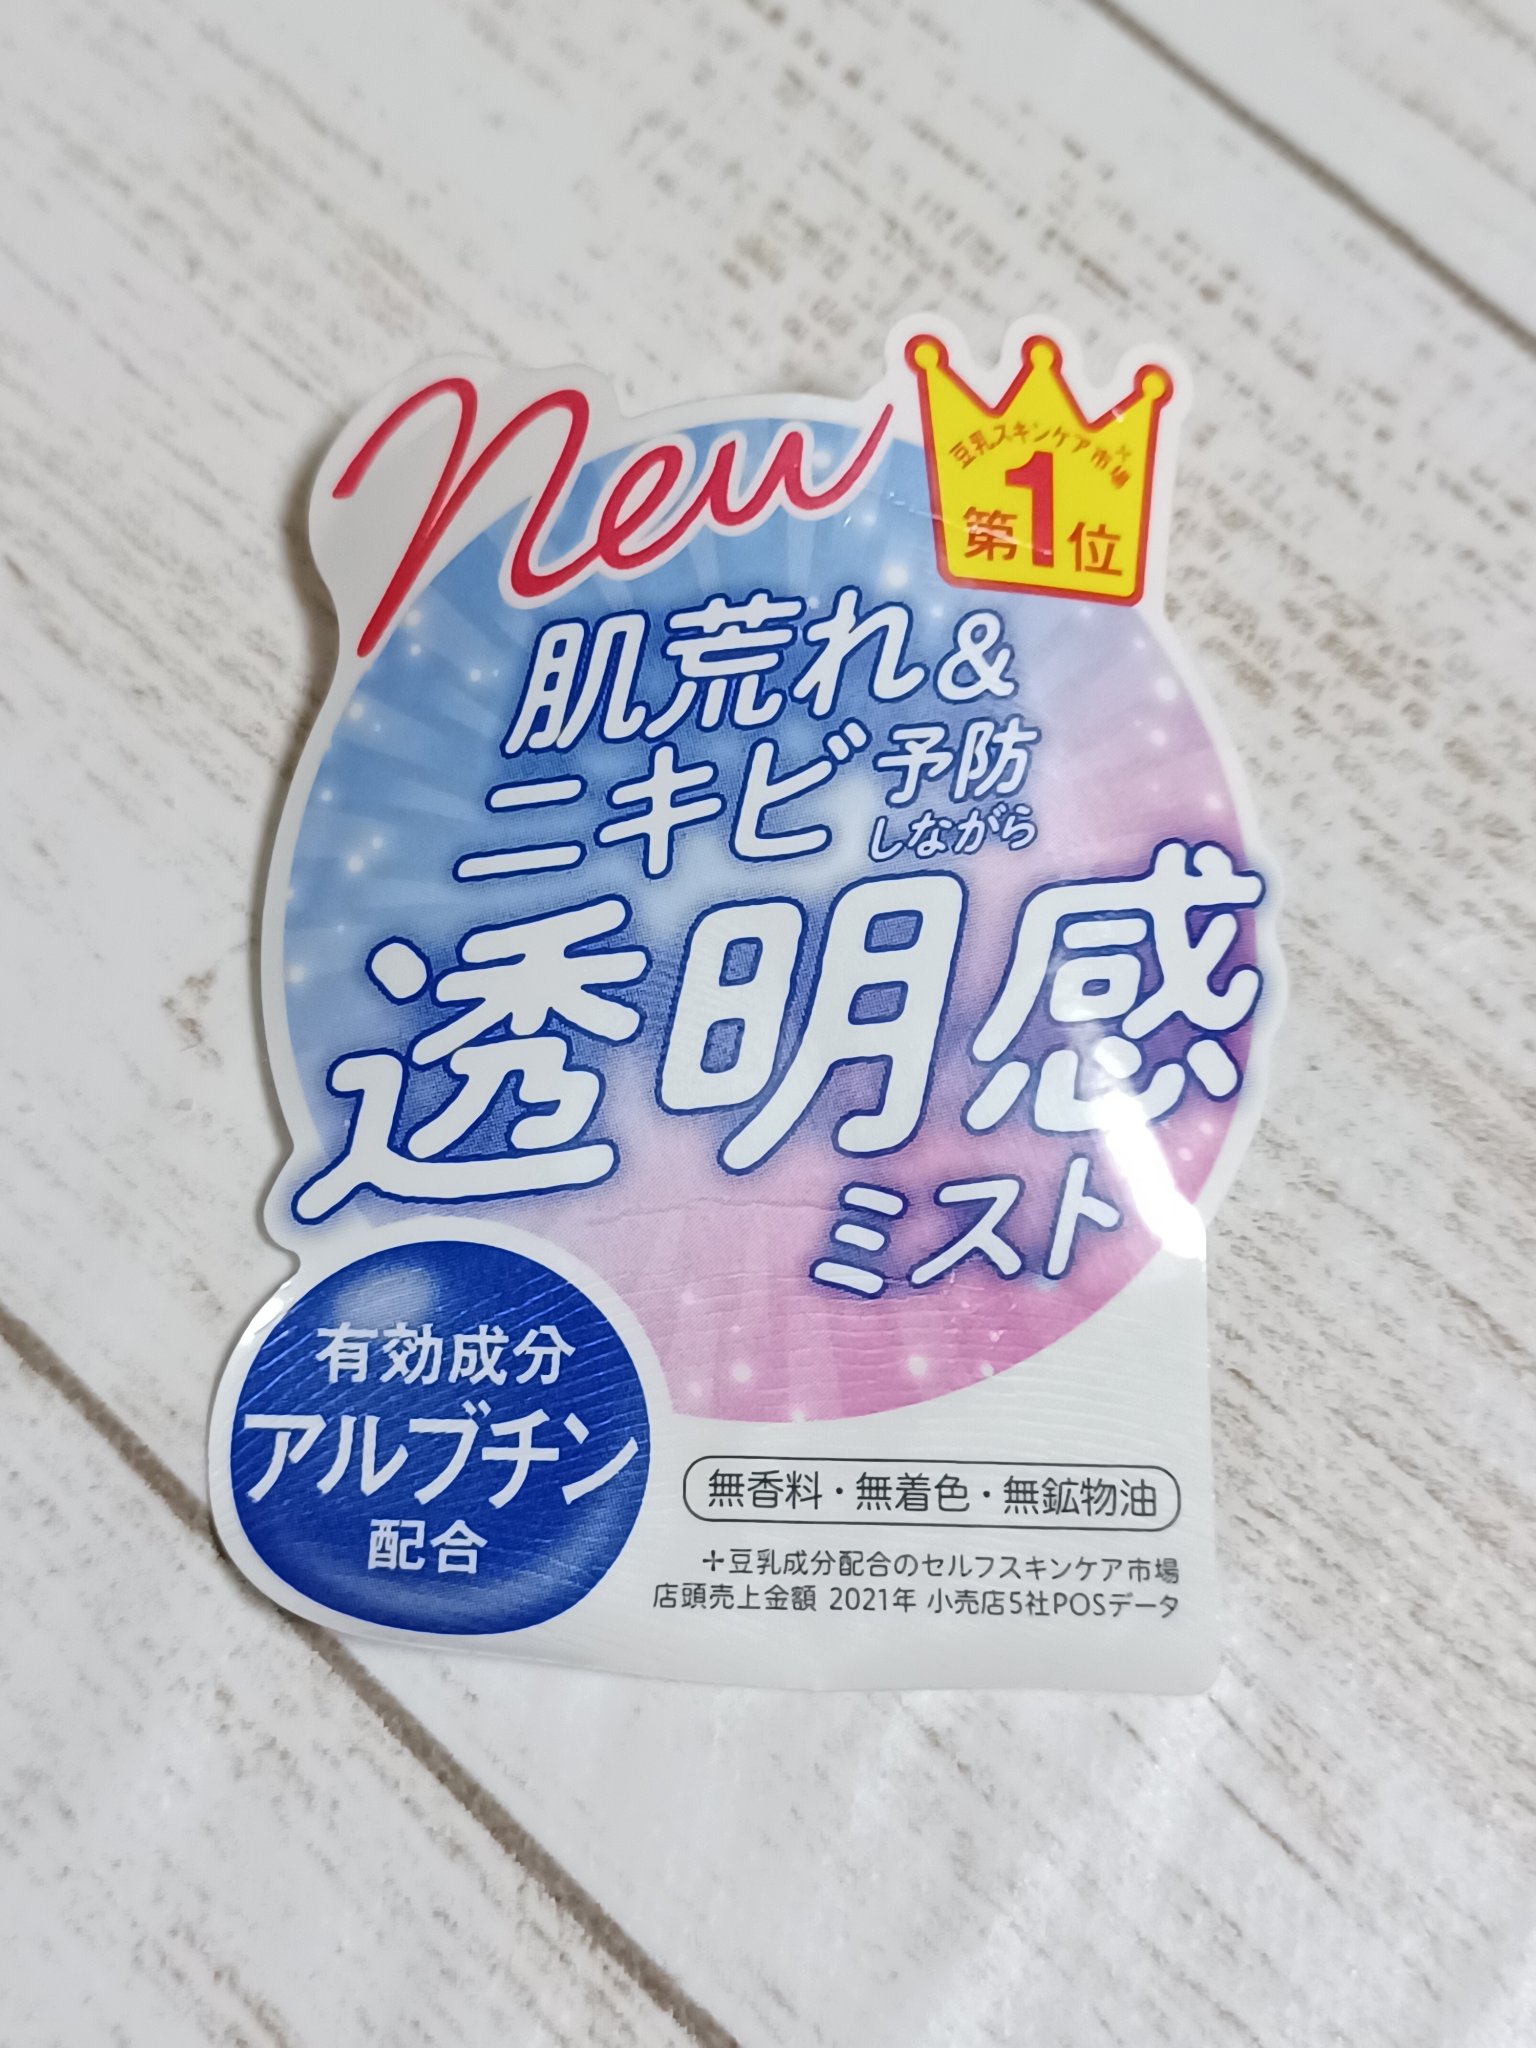 new
豆乳スキンケア市場※
第1位
肌荒れ&
ニキビ予防
しながら
透明感
ミスト
有効成分
アルブチン
配合
無香料・無着色・無鉱物油
※豆乳成分配合のセルフスキンケア市場
店頭売上金額 2021年 小売店5社POSデータ